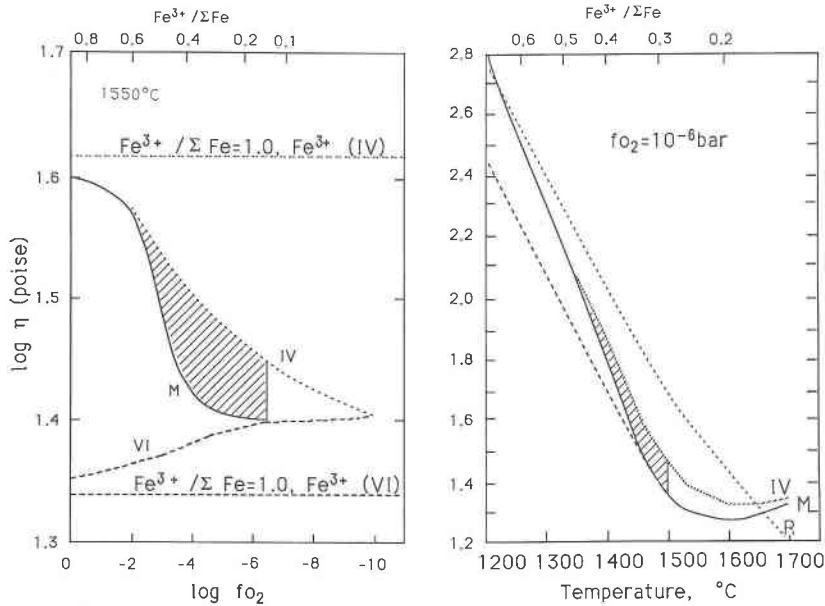 Fe³⁺/ΣFe
0,8 0,6 0,4 0,2 0,1
1.7
1.6
1.5
1.4
1.3
log η (poise)
1550°C
Fe³⁺/Σ Fe=1.0, Fe³⁺ (IV)
IV
M
VI
Fe³⁺/Σ Fe=1.0, Fe³⁺ (VI)
0 -2 -4 -6 -8 -10
log fo₂
Fe³⁺/ΣFe
0,6 0,5 0,4 0,3 0,2
2,8
2,6
2,4
2,2
2,0
1,8
1,6
1,4
1,2
fo₂=10⁻⁶bar
IV
ML
R
1200 1300 1400 1500 1600 1700
Temperature, °C